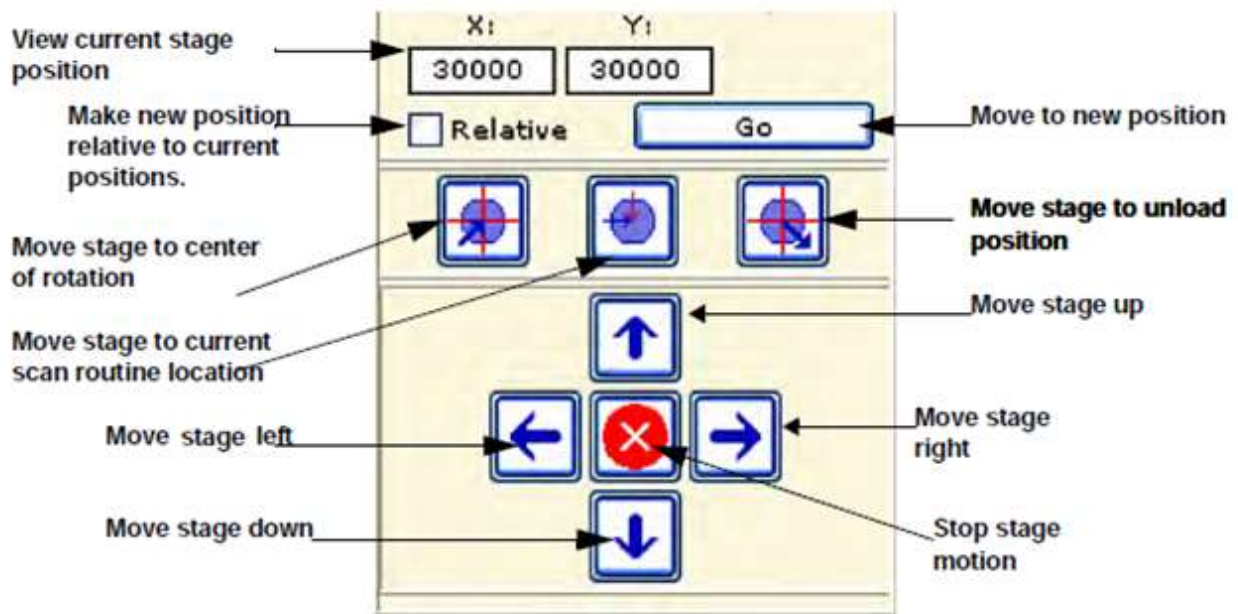 X: Y:
View current stage
position
30000 30000
Make new position
relative to current
positions.
Relative
Go
Move to new position
Move stage to center
of rotation
Move stage to unload
position
Move stage to current
scan routine location
Move stage up
Move stage left
Move stage
right
Move stage down
Stop stage
motion